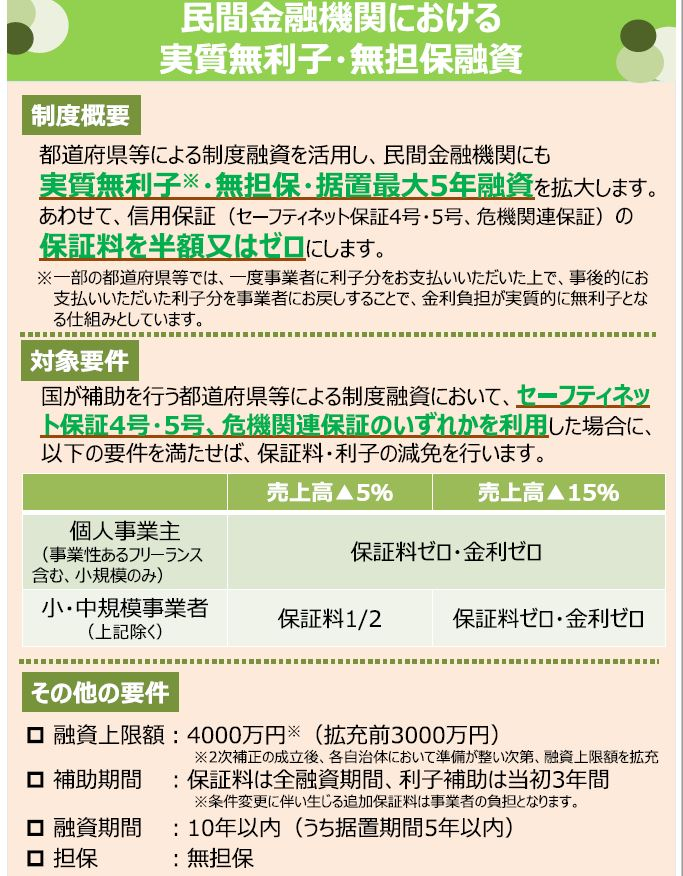 民間金融機関における
実質無利子・無担保融資
制度概要
都道府県等による制度融資を活用し、民間金融機関にも
実質無利子※・無担保・据置最大5年融資を拡大します。
あわせて、信用保証（セーフティネット保証4号・5号、危機関連保証）の
保証料を半額又はゼロにします。
※一部の都道府県等では、一度事業者に利子分をお支払いいただいた上で、事後的にお
支払いいただいた利子分を事業者にお戻しすることで、金利負担が実質的に無利子とな
る仕組みとしています。
対象要件
国が補助を行う都道府県等による制度融資において、セーフティネッ
ト保証4号・5号、危機関連保証のいずれかを利用した場合に、
以下の要件を満たせば、保証料・利子の減免を行います。
売上高▲5% 売上高▲15%
個人事業主
（事業性あるフリーランス
含む、小規模のみ）
保証料ゼロ・金利ゼロ
小・中規模事業者
（上記除く）
保証料1/2 保証料ゼロ・金利ゼロ
その他の要件
融資上限額：4000万円※（拡充前3000万円）
※2次補正の成立後、各自治体において準備が整い次第、融資上限額を拡充
補助期間　：保証料は全融資期間、利子補助は当初3年間
※条件変更に伴い生じる追加保証料は事業者の負担となります。
融資期間　：10年以内（うち据置期間5年以内）
担保　　　：無担保